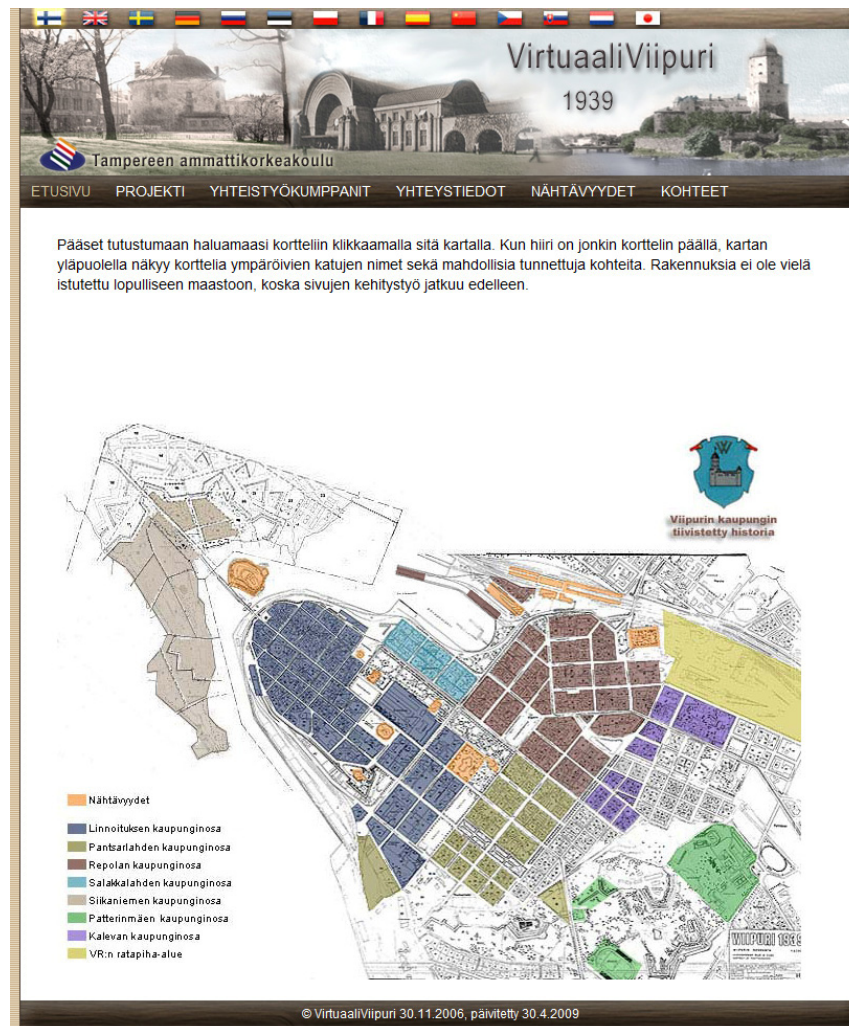 VirtuaaliViipuri
1939
Tampereen ammattikorkeakoulu
ETUSIVU PROJEKTI YHTEISTYÖKUMPPANIT YHTEYSTIEDOT NÄHTÄVYYDET KOHTEET
Pääset tutustumaan haluamaasi kortteliin klikkaamalla sitä kartalla. Kun hiiri on jonkin korttelin päällä, kartan
yläpuolella näkyy korttelia ympäröivien katujen nimet sekä mahdollisia tunnettuja kohteita. Rakennuksia ei ole vielä
istutettu lopulliseen maastoon, koska sivujen kehitystyö jatkuu edelleen.
Viipurin kaupungin
tiivistetty historia
Nähtävyydet
Linnoituksen kaupunginosa
Pantsarlahden kaupunginosa
Repolan kaupunginosa
Salakkalahden kaupunginosa
Siikaniemen kaupunginosa
Patterinmäen kaupunginosa
Kalevan kaupunginosa
VR:n ratapiha-alue
WIIPURI 1939
© VirtuaaliViipuri 30.11.2006, päivitetty 30.4.2009